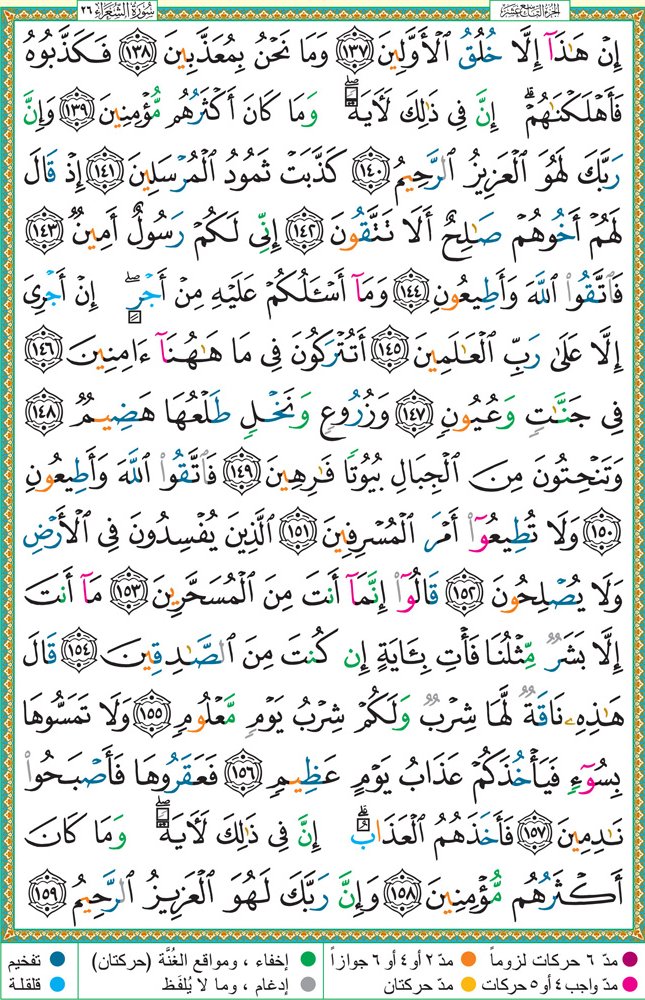 سُورَةُ الشُّعَرَاءِ ٢٦
الجزء التاسع عشر
إِنْ هَٰذَآ إِلَّا خُلُقُ ٱلْأَوَّلِينَ ﴿١٣٧﴾ وَمَا نَحْنُ بِمُعَذَّبِينَ ﴿١٣٨﴾ فَكَذَّبُوهُ
فَأَهْلَكْنَٰهُمْ ۗ إِنَّ فِى ذَٰلِكَ لَءَايَةً ۖ وَمَا كَانَ أَكْثَرُهُم مُّؤْمِنِينَ ﴿١٣٩﴾ وَإِنَّ
رَبَّكَ لَهُوَ ٱلْعَزِيزُ ٱلرَّحِيمُ ﴿١٤٠﴾ كَذَّبَتْ ثَمُودُ ٱلْمُرْسَلِينَ ﴿١٤١﴾ إِذْ قَالَ
لَهُمْ أَخُوهُمْ صَٰلِحٌ أَلَا تَتَّقُونَ ﴿١٤٢﴾ إِنِّى لَكُمْ رَسُولٌ أَمِينٌ ﴿١٤٣﴾
فَٱتَّقُوا۟ ٱللَّهَ وَأَطِيعُونِ ﴿١٤٤﴾ وَمَآ أَسْـَٔلُكُمْ عَلَيْهِ مِنْ أَجْرٍ ۖ إِنْ أَجْرِىَ
إِلَّا عَلَىٰ رَبِّ ٱلْعَٰلَمِينَ ﴿١٤٥﴾ أَتُتْرَكُونَ فِى مَا هَٰهُنَآ ءَامِنِينَ ﴿١٤٦﴾
فِى جَنَّٰتٍ وَعُيُونٍ ﴿١٤٧﴾ وَزُرُوعٍ وَنَخْلٍ طَلْعُهَا هَضِيمٌ ﴿١٤٨﴾
وَتَنْحِتُونَ مِنَ ٱلْجِبَالِ بُيُوتًا فَٰرِهِينَ ﴿١٤٩﴾ فَٱتَّقُوا۟ ٱللَّهَ وَأَطِيعُونِ
﴿١٥٠﴾ وَلَا تُطِيعُوٓا۟ أَمْرَ ٱلْمُسْرِفِينَ ﴿١٥١﴾ ٱلَّذِينَ يُفْسِدُونَ فِى ٱلْأَرْضِ
وَلَا يُصْلِحُونَ ﴿١٥٢﴾ قَالُوٓا۟ إِنَّمَآ أَنتَ مِنَ ٱلْمُسَحَّرِينَ ﴿١٥٣﴾ مَآ أَنتَ
إِلَّا بَشَرٌ مِّثْلُنَا فَأْتِ بِـَٔايَةٍ إِن كُنتَ مِنَ ٱلصَّٰدِقِينَ ﴿١٥٤﴾ قَالَ
هَٰذِهِۦ نَاقَةٌ لَّهَا شِرْبٌ وَلَكُمْ شِرْبُ يَوْمٍ مَّعْلُومٍ ﴿١٥٥﴾ وَلَا تَمَسُّوهَا
بِسُوٓءٍ فَيَأْخُذَكُمْ عَذَابُ يَوْمٍ عَظِيمٍ ﴿١٥٦﴾ فَعَقَرُوهَا فَأَصْبَحُوا۟
نَٰدِمِينَ ﴿١٥٧﴾ فَأَخَذَهُمُ ٱلْعَذَابُ ۗ إِنَّ فِى ذَٰلِكَ لَءَايَةً ۖ وَمَا كَانَ
أَكْثَرُهُم مُّؤْمِنِينَ ﴿١٥٨﴾ وَإِنَّ رَبَّكَ لَهُوَ ٱلْعَزِيزُ ٱلرَّحِيمُ ﴿١٥٩﴾
مدّ ٦ حركات لزوماً مدّ ٢ أو ٤ أو ٦ جوازاً إخفاء ، ومواقع الغُنَّة (حركتان) تفخيم
مدّ واجب ٤ أو ٥ حركات مدّ حركتان إدغام ، وما لا يُلفَظ قلقلة